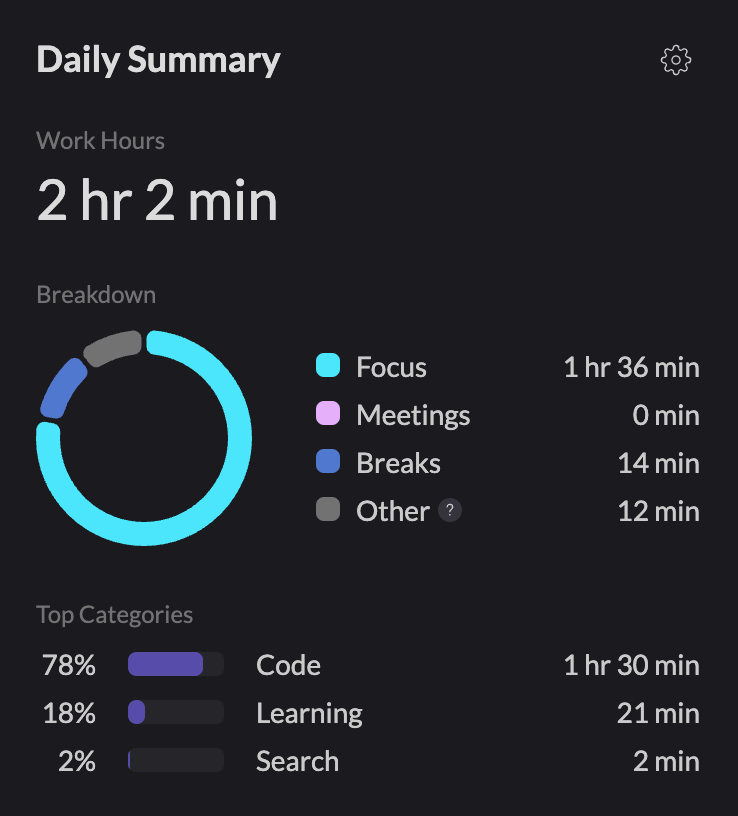 Daily Summary
Work Hours
2 hr 2 min
Breakdown
Focus 1 hr 36 min
Meetings 0 min
Breaks 14 min
Other ? 12 min
Top Categories
78% Code 1 hr 30 min
18% Learning 21 min
2% Search 2 min